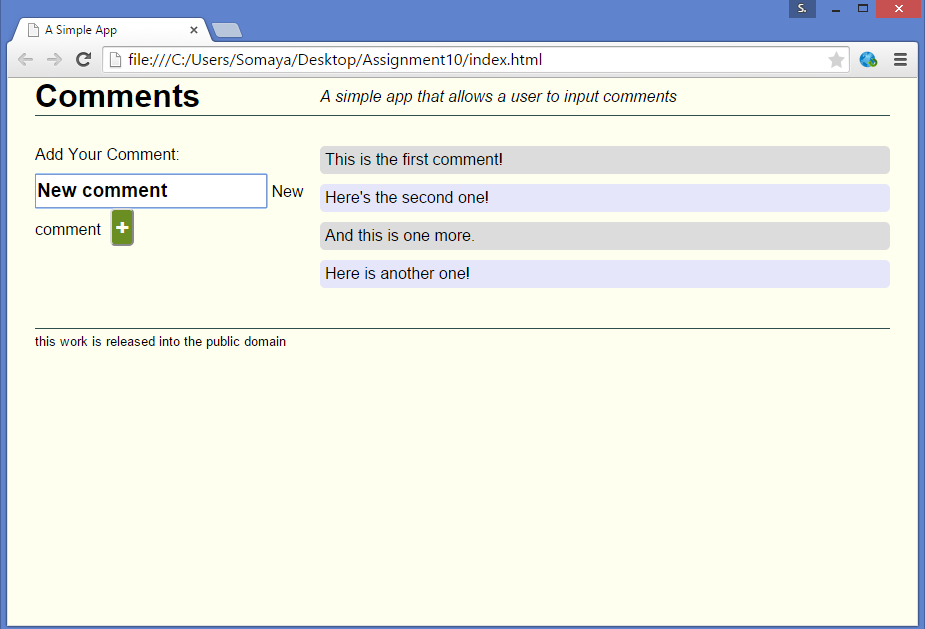 S.
A Simple App
file:///C:/Users/Somaya/Desktop/Assignment10/index.html
Comments
A simple app that allows a user to input comments
Add Your Comment:
New comment New
comment +
This is the first comment!
Here's the second one!
And this is one more.
Here is another one!
this work is released into the public domain